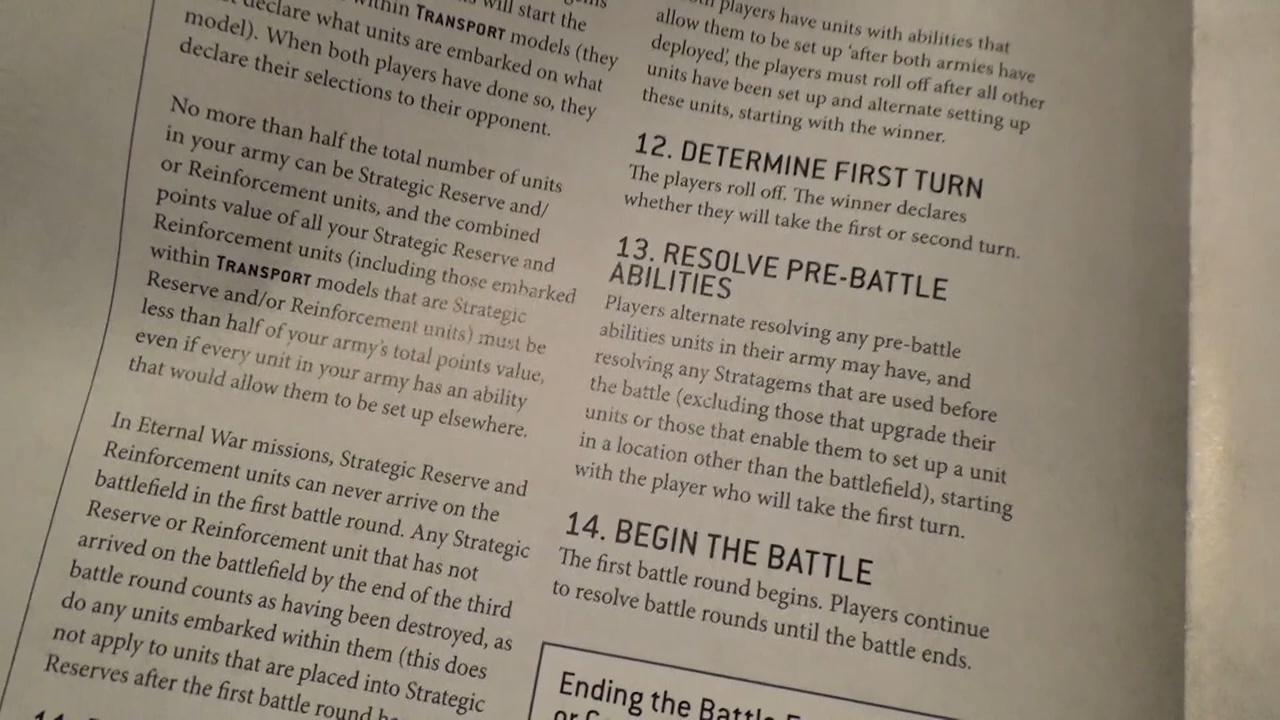 will start the
within TRANSPORT models (they
declare what units are embarked on what
model). When both players have done so, they
declare their selections to their opponent.
No more than half the total number of units
in your army can be Strategic Reserve and/
or Reinforcement units, and the combined
points value of all your Strategic Reserve and
Reinforcement units (including those embarked
within TRANSPORT models that are Strategic
Reserve and/or Reinforcement units) must be
less than half of your army's total points value,
even if every unit in your army has an ability
that would allow them to be set up elsewhere.
In Eternal War missions, Strategic Reserve and
Reinforcement units can never arrive on the
battlefield in the first battle round. Any Strategic
Reserve or Reinforcement unit that has not
arrived on the battlefield by the end of the third
battle round counts as having been destroyed, as
do any units embarked within them (this does
not apply to units that are placed into Strategic
Reserves after the first battle round
players have units with abilities that
allow them to be set up 'after both armies have
deployed', the players must roll off after all other
units have been set up and alternate setting up
these units, starting with the winner.
12. DETERMINE FIRST TURN
The players roll off. The winner declares
whether they will take the first or second turn.
13. RESOLVE PRE-BATTLE
ABILITIES
Players alternate resolving any pre-battle
abilities units in their army may have, and
resolving any Stratagems that are used before
the battle (excluding those that upgrade their
units or those that enable them to set up a unit
in a location other than the battlefield), starting
with the player who will take the first turn.
14. BEGIN THE BATTLE
The first battle round begins. Players continue
to resolve battle rounds until the battle ends.
Ending the Battle